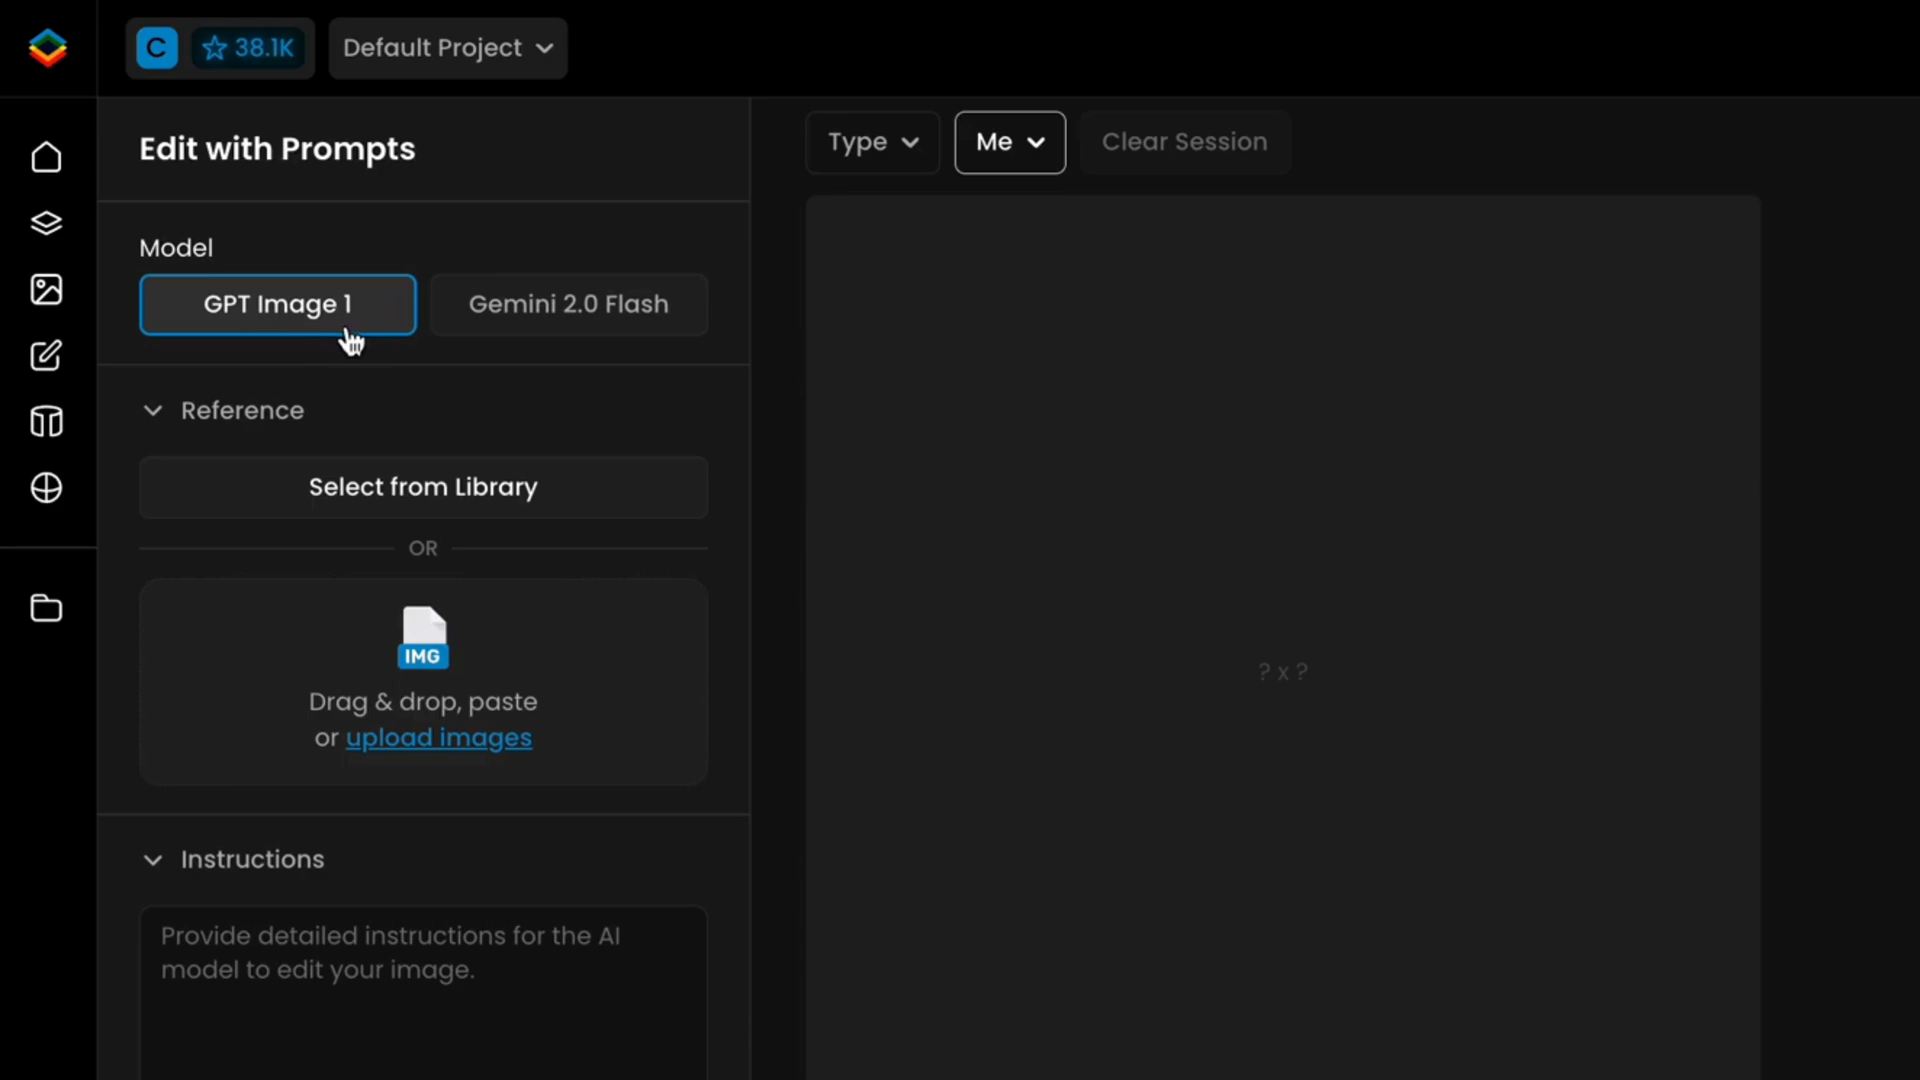 C 38.1K Default Project
Edit with Prompts
Type Me Clear Session
Model
GPT Image 1 Gemini 2.0 Flash
Reference
Select from Library
OR
IMG
Drag & drop, paste
or upload images
? x ?
Instructions
Provide detailed instructions for the AI
model to edit your image.